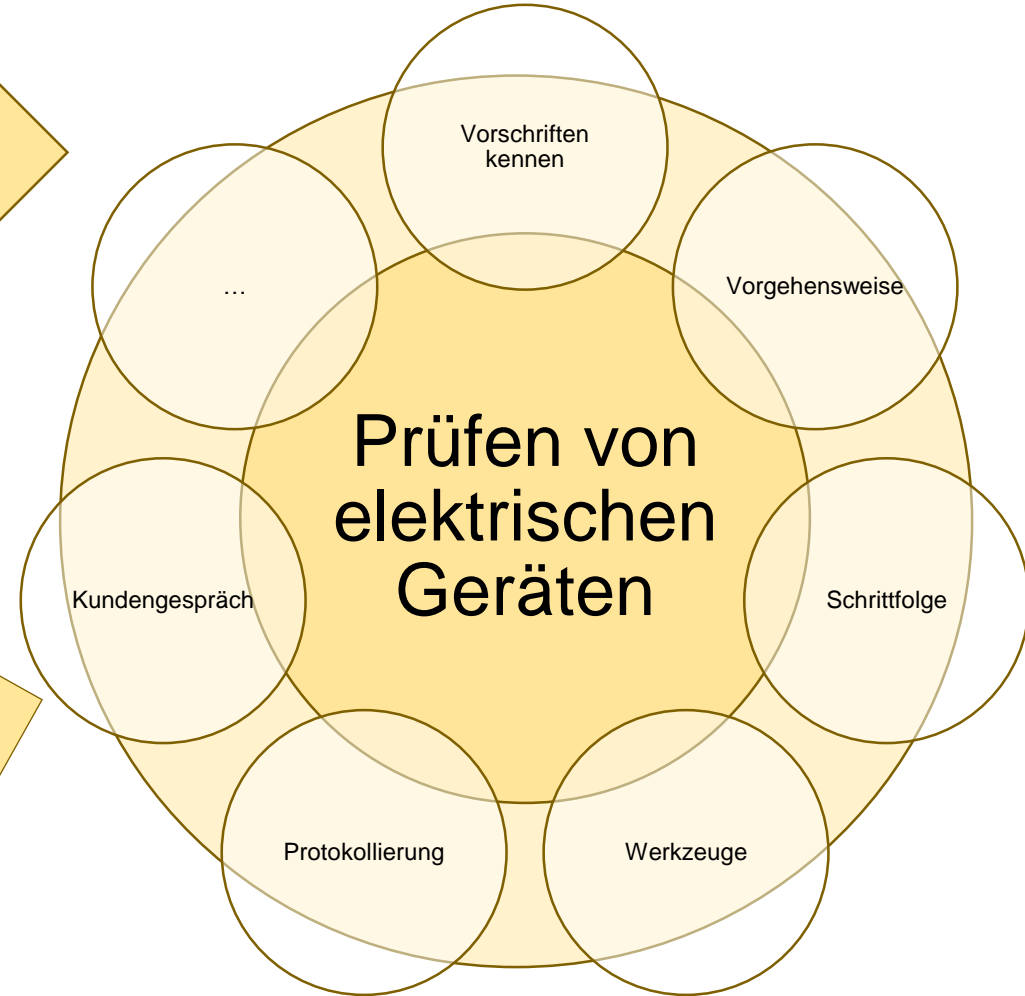 Vorschriften
kennen
Vorgehensweise
Schrittfolge
Werkzeuge
Protokollierung
Kundengespräch
…
Prüfen von
elektrischen
Geräten